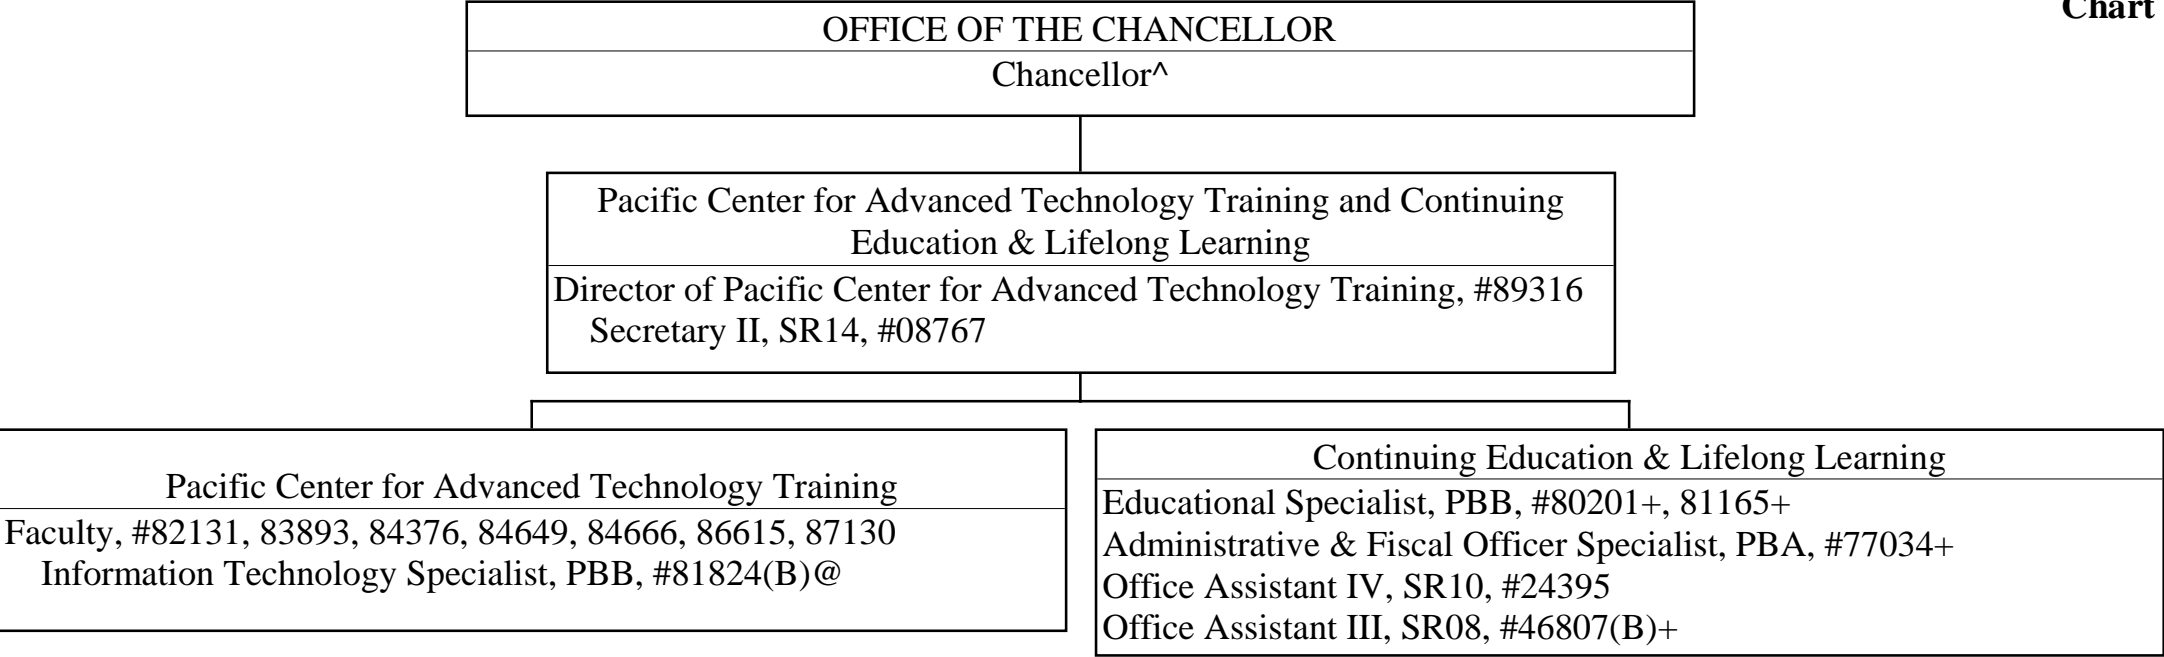 Chart
OFFICE OF THE CHANCELLOR
Chancellor^
Pacific Center for Advanced Technology Training and Continuing
Education & Lifelong Learning
Director of Pacific Center for Advanced Technology Training, #89316
Secretary II, SR14, #08767
Pacific Center for Advanced Technology Training
Faculty, #82131, 83893, 84376, 84649, 84666, 86615, 87130
Information Technology Specialist, PBB, #81824(B)@
Continuing Education & Lifelong Learning
Educational Specialist, PBB, #80201+, 81165+
Administrative & Fiscal Officer Specialist, PBA, #77034+
Office Assistant IV, SR10, #24395
Office Assistant III, SR08, #46807(B)+